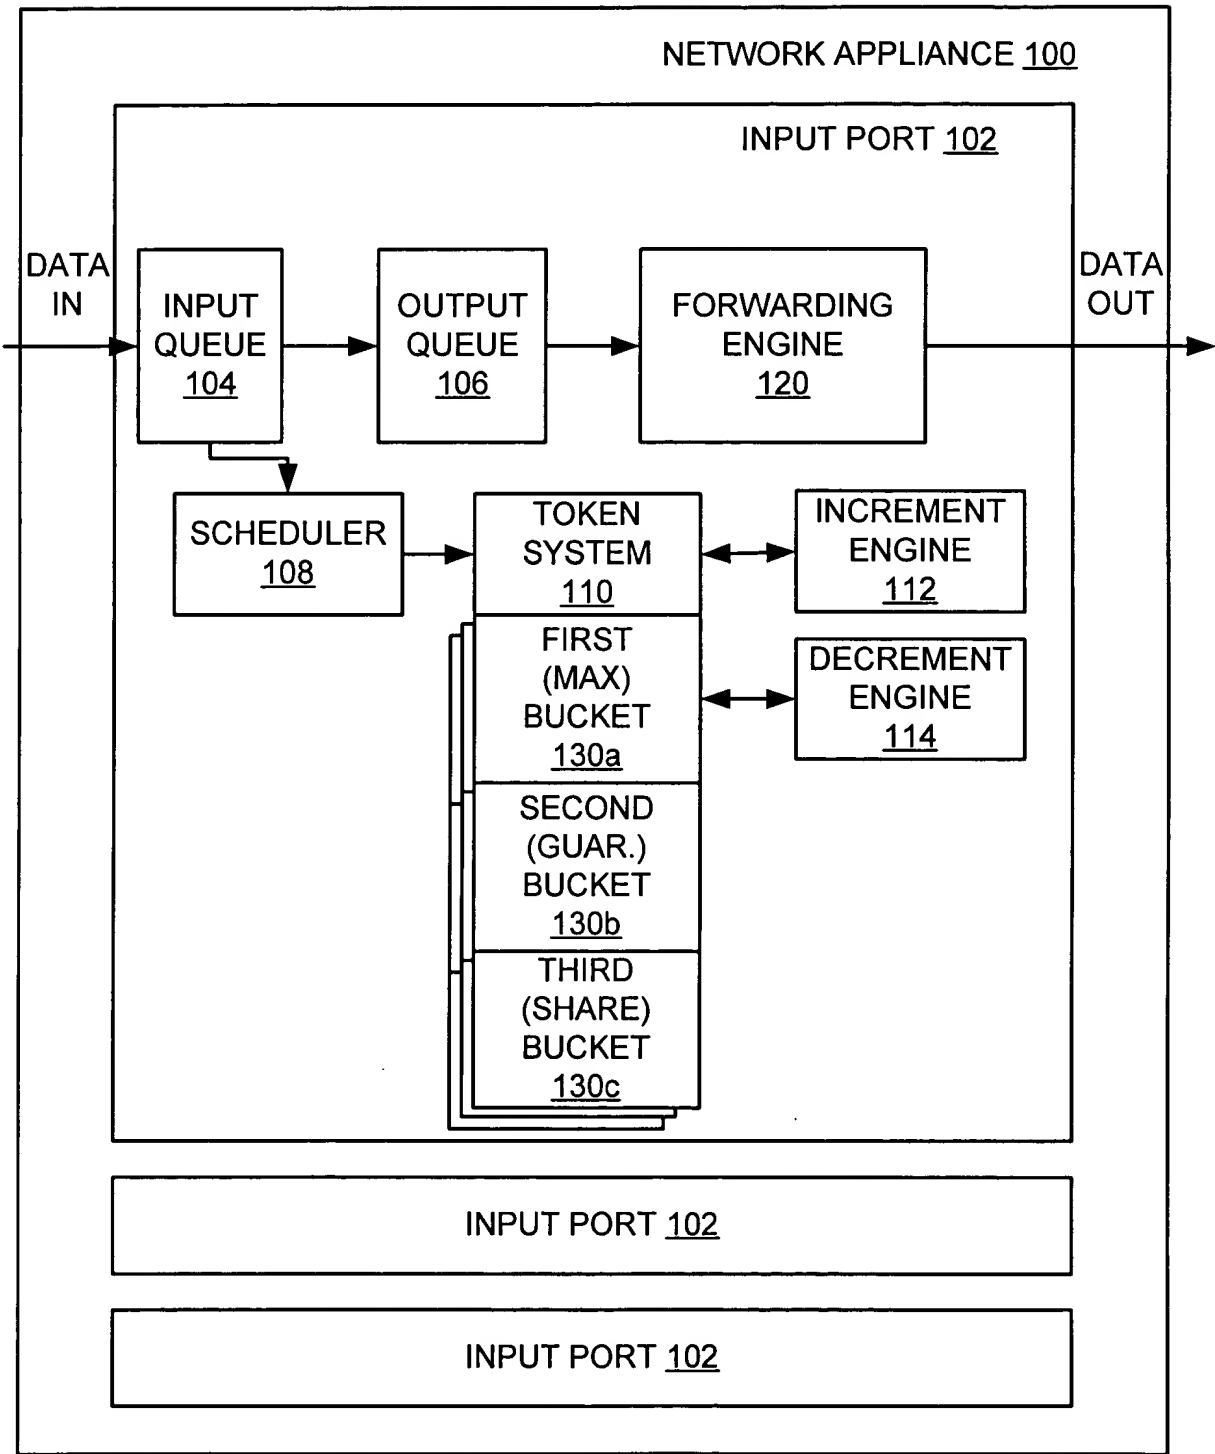 NETWORK APPLIANCE 100
INPUT PORT 102
DATA
IN
INPUT
QUEUE
104
OUTPUT
QUEUE
106
FORWARDING
ENGINE
120
DATA
OUT
SCHEDULER
108
TOKEN
SYSTEM
110
INCREMENT
ENGINE
112
FIRST
(MAX)
BUCKET
130a
DECREMENT
ENGINE
114
SECOND
(GUAR.)
BUCKET
130b
THIRD
(SHARE)
BUCKET
130c
INPUT PORT 102
INPUT PORT 102